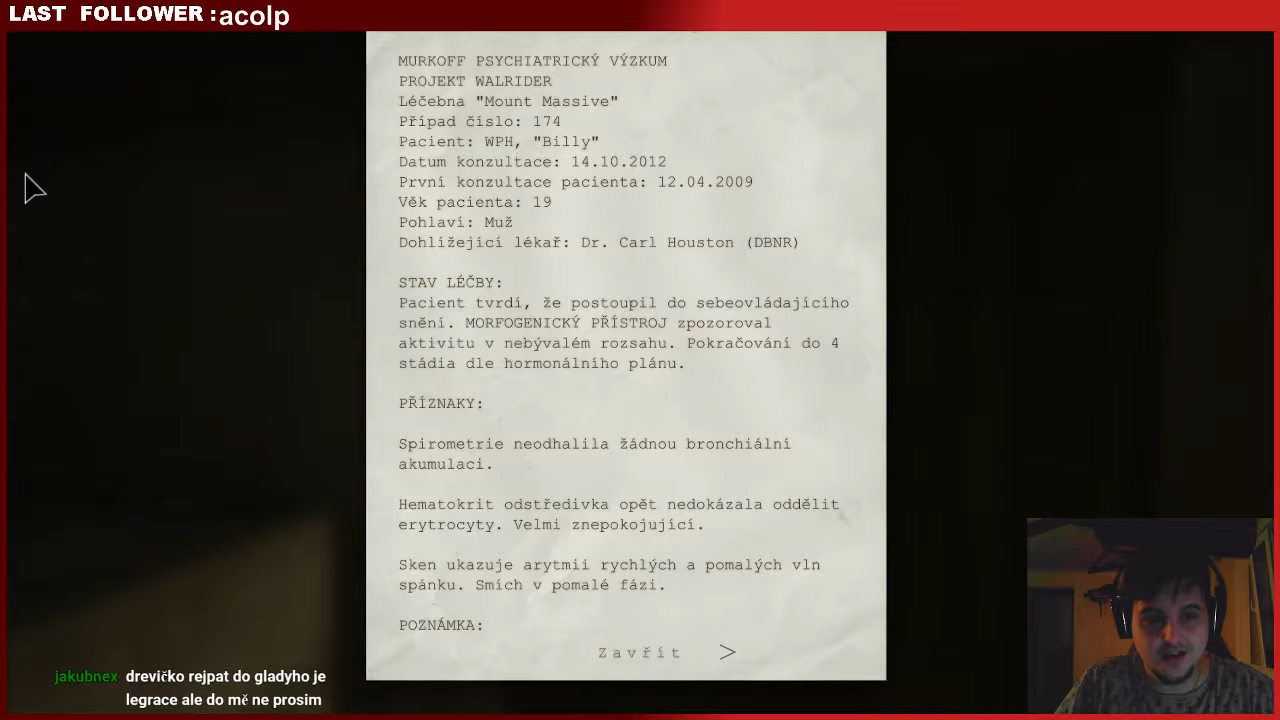 LAST FOLLOWER :acolp
MURKOFF PSYCHIATRICKÝ VÝZKUM
PROJEKT WALRIDER
Léčebna "Mount Massive"
Případ číslo: 174
Pacient: WPH, "Billy"
Datum konzultace: 14.10.2012
První konzultace pacienta: 12.04.2009
Věk pacienta: 19
Pohlaví: Muž
Dohlížející lékař: Dr. Carl Houston (DBNR)
STAV LÉČBY:
Pacient tvrdí, že postoupil do sebeovládajícího
snění. MORFOGENICKÝ PŘÍSTROJ zpozoroval
aktivitu v nebývalém rozsahu. Pokračování do 4
stádia dle hormonálního plánu.
PŘÍZNAKY:
Spirometrie neodhalila žádnou bronchiální
akumulaci.
Hematokrit odstředivka opět nedokázala oddělit
erytrocyty. Velmi znepokojující.
Sken ukazuje arytmii rychlých a pomalých vln
spánku. Smích v pomalé fázi.
POZNÁMKA:
Zavřít >
jakubnex drevičko rejpat do gladyho je
legrace ale do mě ne prosim